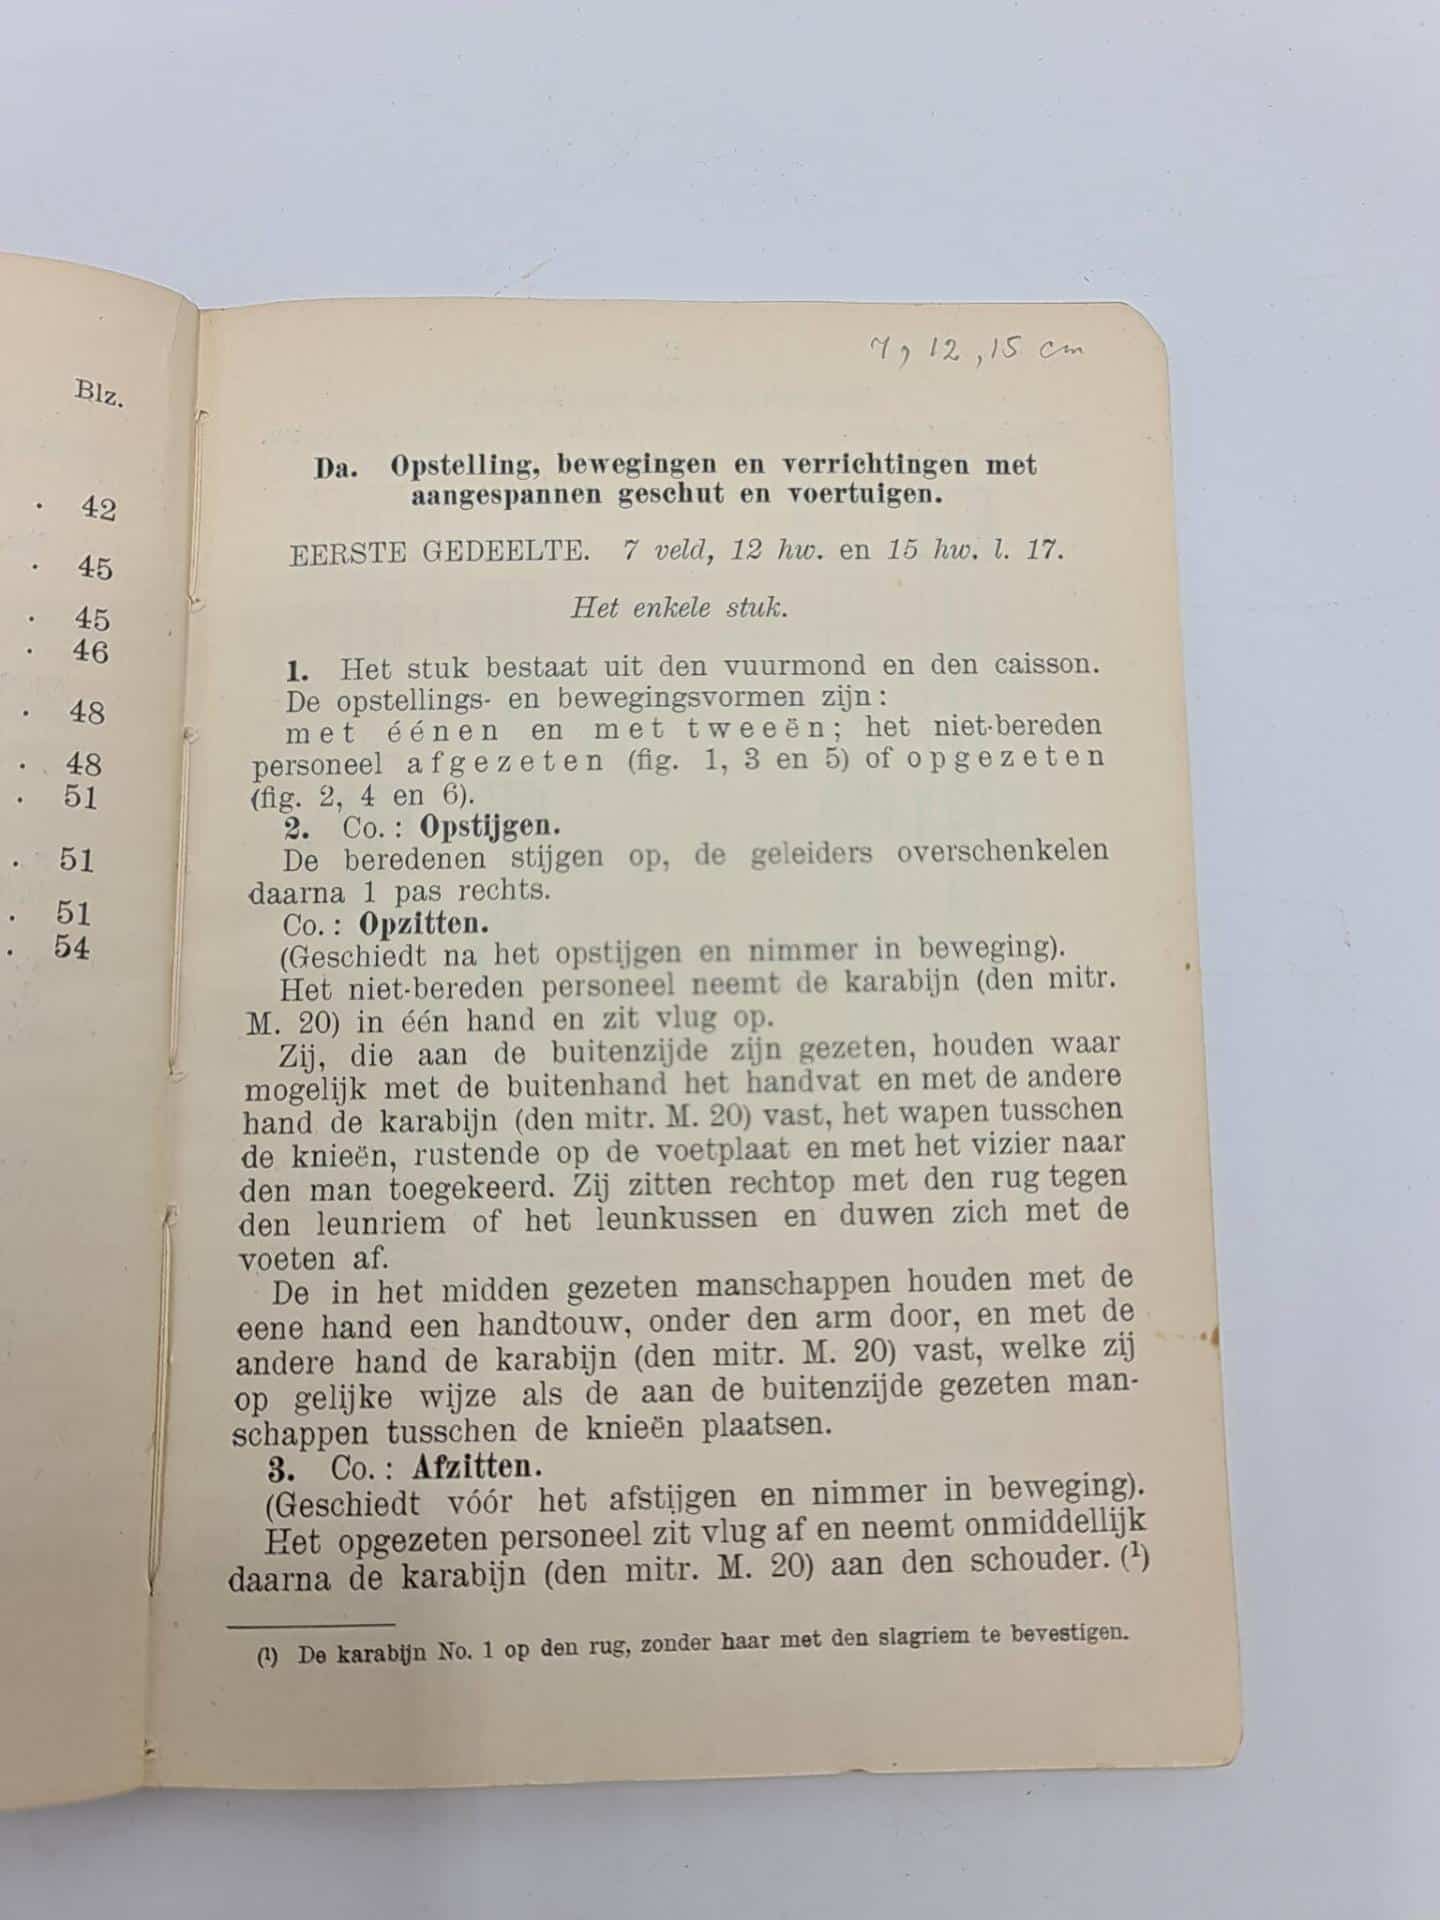 Blz.
. 42
. 45
. 45
. 46
. 48
. 48
. 51
. 51
. 51
. 54
7, 12, 15 cm
Da. Opstelling, bewegingen en verrichtingen met
aangespannen geschut en voertuigen.
EERSTE GEDEELTE. 7 veld, 12 hw. en 15 hw. l. 17.
Het enkele stuk.
1. Het stuk bestaat uit den vuurmond en den caisson.
De opstellings- en bewegingsvormen zijn:
met éénen en met tweeën; het niet-bereden
personeel afgezeten (fig. 1, 3 en 5) of opgezeten
(fig. 2, 4 en 6).
2. Co.: Opstijgen.
De beredenen stijgen op, de geleiders overschenkelen
daarna 1 pas rechts.
Co.: Opzitten.
(Geschiedt na het opstijgen en nimmer in beweging).
Het niet-bereden personeel neemt de karabijn (den mitr.
M. 20) in één hand en zit vlug op.
Zij, die aan de buitenzijde zijn gezeten, houden waar
mogelijk met de buitenhand het handvat en met de andere
hand de karabijn (den mitr. M. 20) vast, het wapen tusschen
de knieën, rustende op de voetplaat en met het vizier naar
den man toegekeerd. Zij zitten rechtop met den rug tegen
den leunriem of het leunkussen en duwen zich met de
voeten af.
De in het midden gezeten manschappen houden met de
eene hand een handtouw, onder den arm door, en met de
andere hand de karabijn (den mitr. M. 20) vast, welke zij
op gelijke wijze als de aan de buitenzijde gezeten man-
schappen tusschen de knieën plaatsen.
3. Co.: Afzitten.
(Geschiedt vóór het afstijgen en nimmer in beweging).
Het opgezeten personeel zit vlug af en neemt onmiddellijk
daarna de karabijn (den mitr. M. 20) aan den schouder. (¹)
(¹) De karabijn No. 1 op den rug, zonder haar met den slagriem te bevestigen.